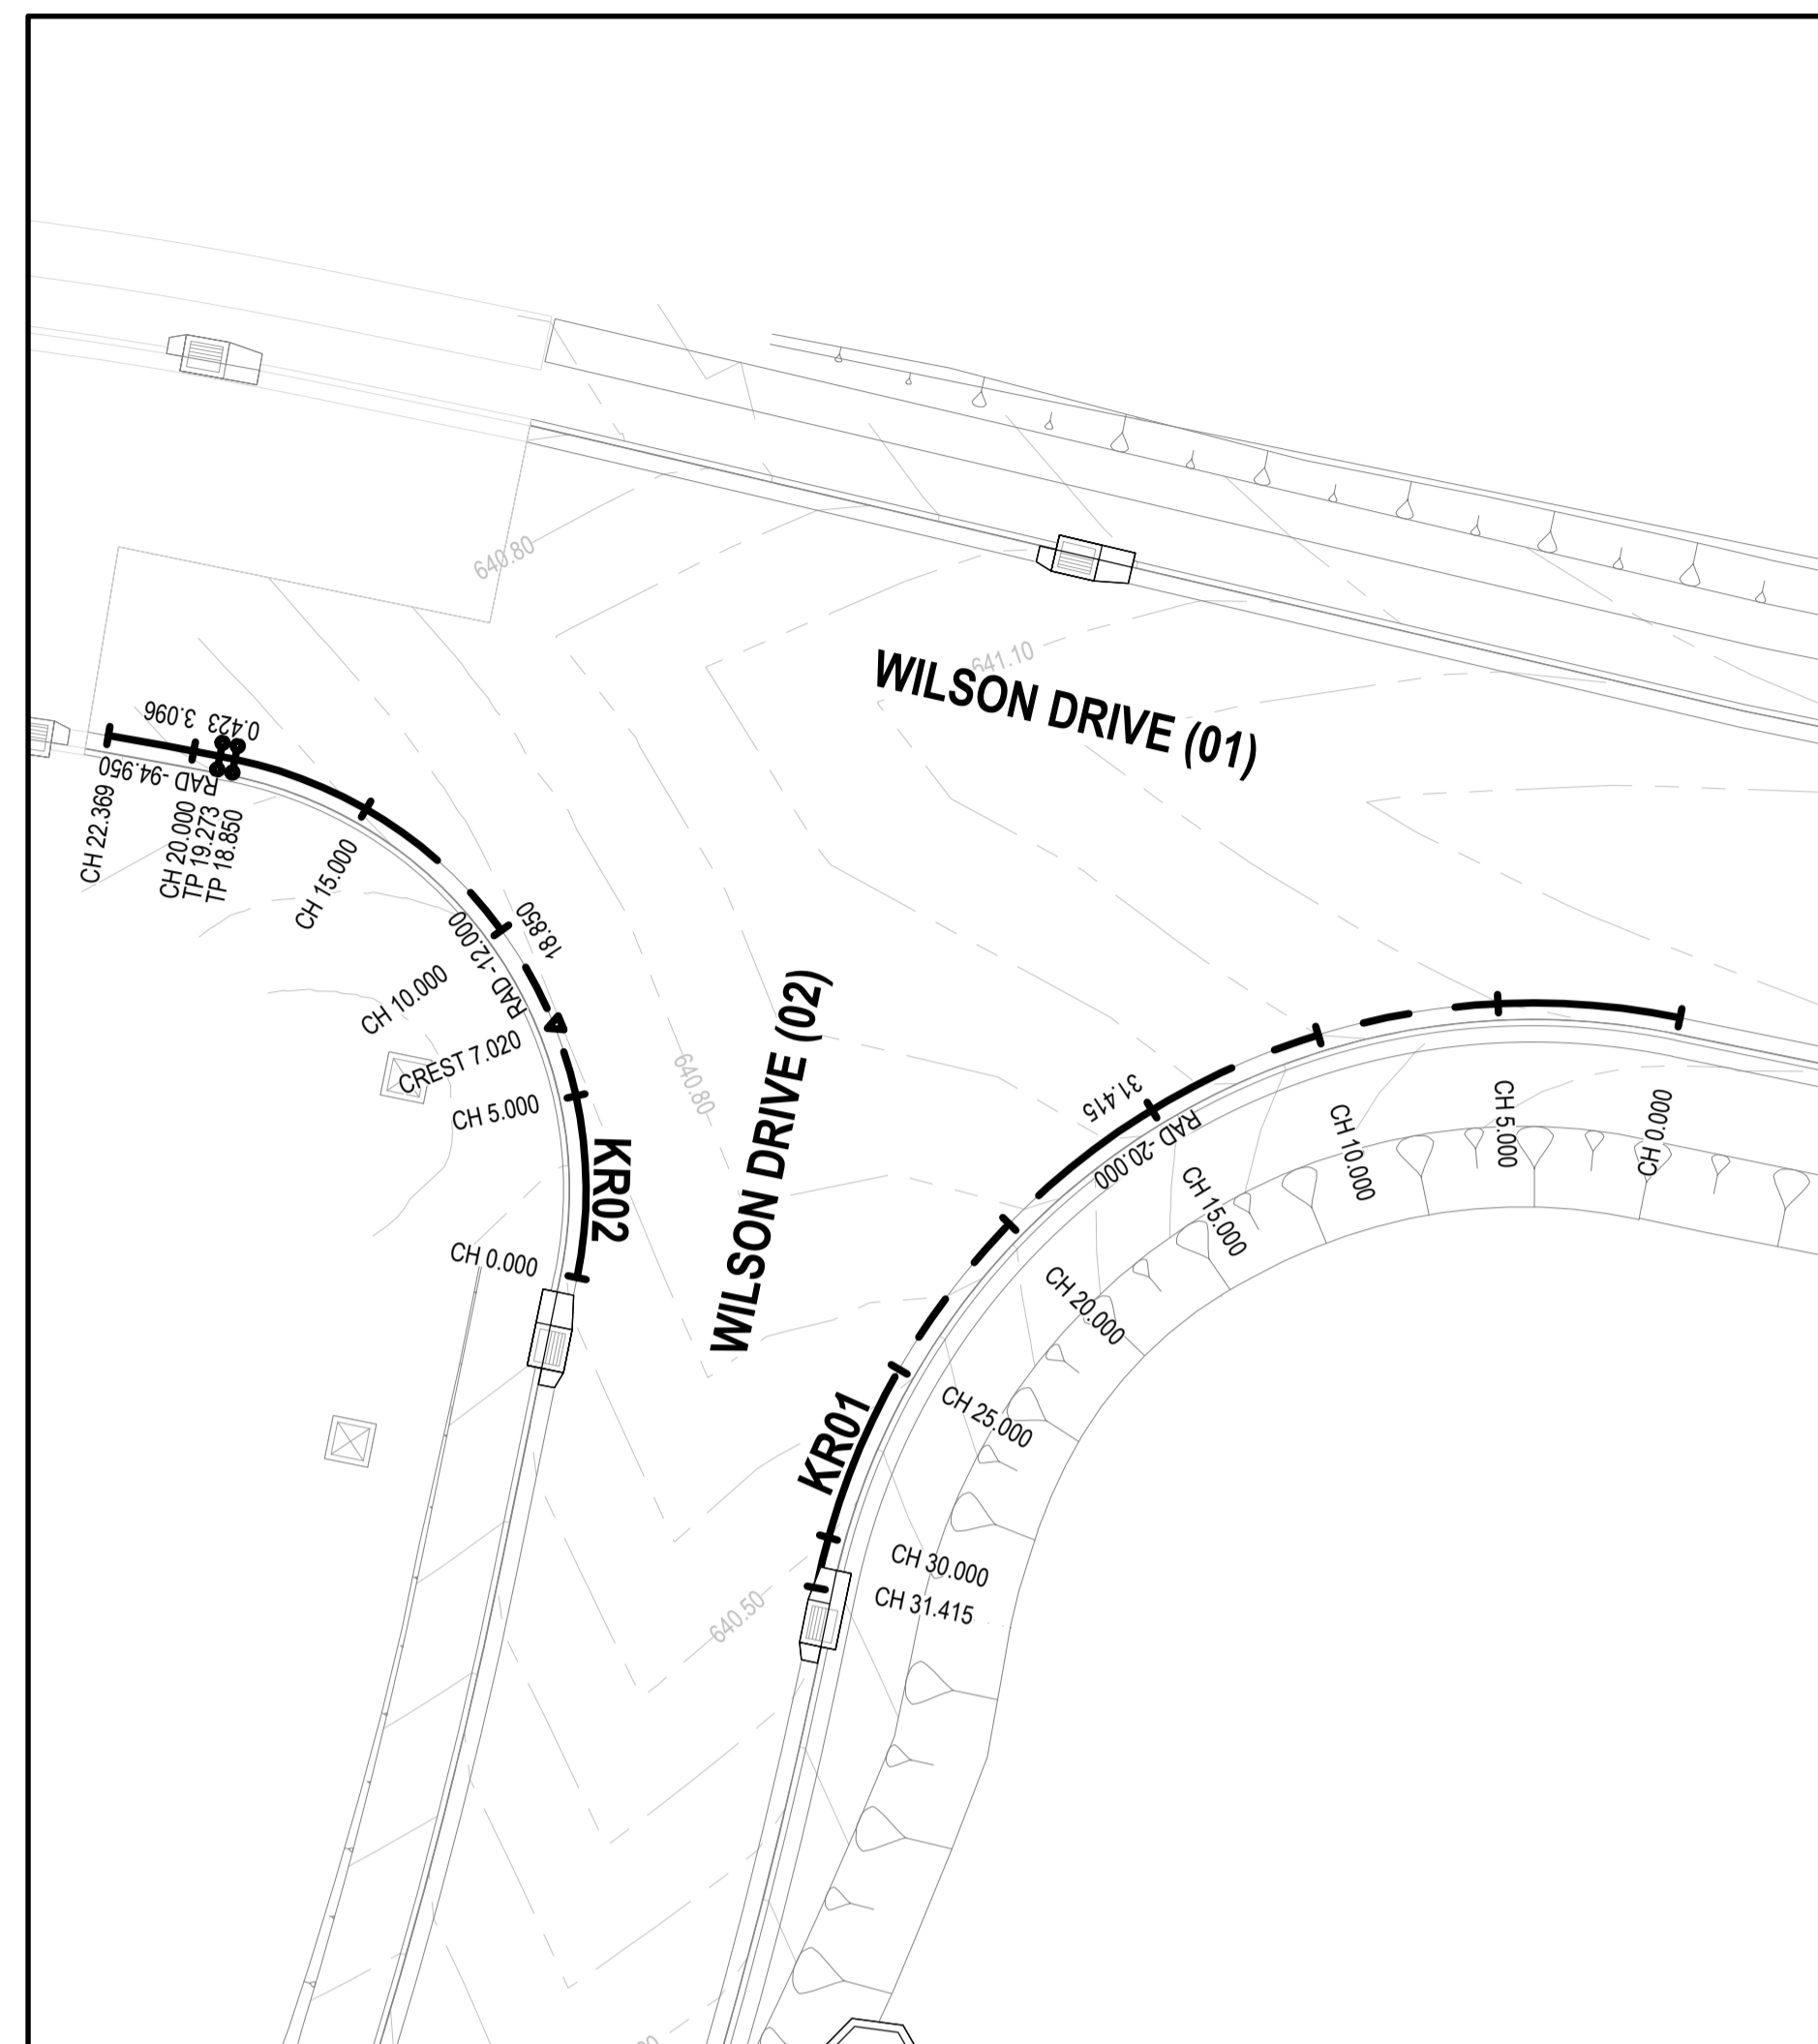 640.80
641.10
WILSON DRIVE (01)
3.096
0.423
RAD -94.950
CH 22.369
CH 20.000
TP 19.273
TP 18.850
CH 15.000
18.850
RAD -12.000
CH 10.000
CREST 7.020
CH 5.000
KR02
CH 0.000
640.80
WILSON DRIVE (02)
31.415
RAD -20.000
CH 0.000
CH 5.000
CH 10.000
CH 15.000
CH 20.000
CH 25.000
KR01
CH 30.000
CH 31.415
640.50